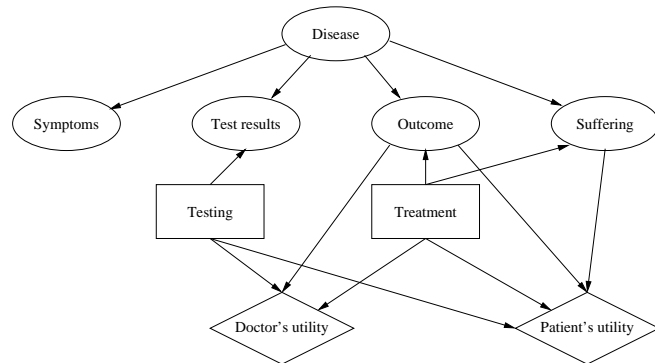 Disease
Symptoms
Test results
Outcome
Suffering
Testing
Treatment
Doctor's utility
Patient's utility